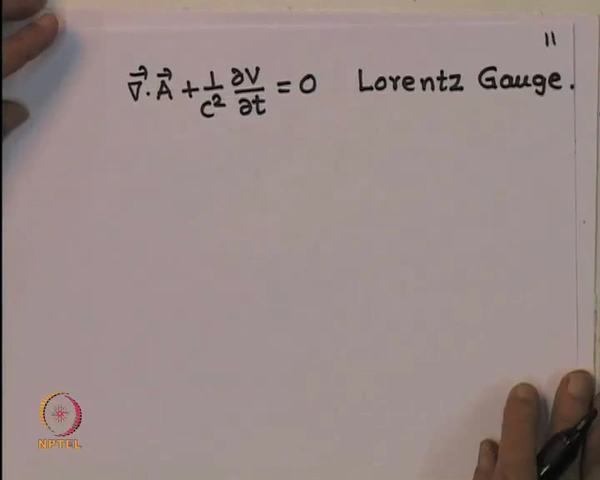 11
∇⃗·A⃗ + 1/c² ∂V/∂t = 0 Lorentz Gauge.
NPTEL